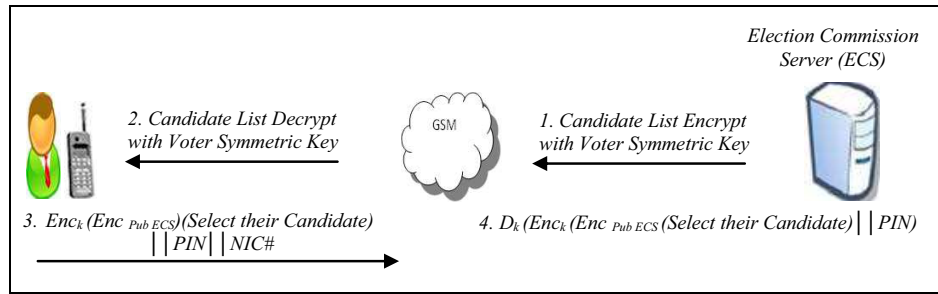 Election Commission
Server (ECS)
2. Candidate List Decrypt
with Voter Symmetric Key
GSM
1. Candidate List Encrypt
with Voter Symmetric Key
3. Enck (Enc Pub ECS)(Select their Candidate)
||PIN||NIC#
4. Dk (Enck (Enc Pub ECS (Select their Candidate)||PIN)